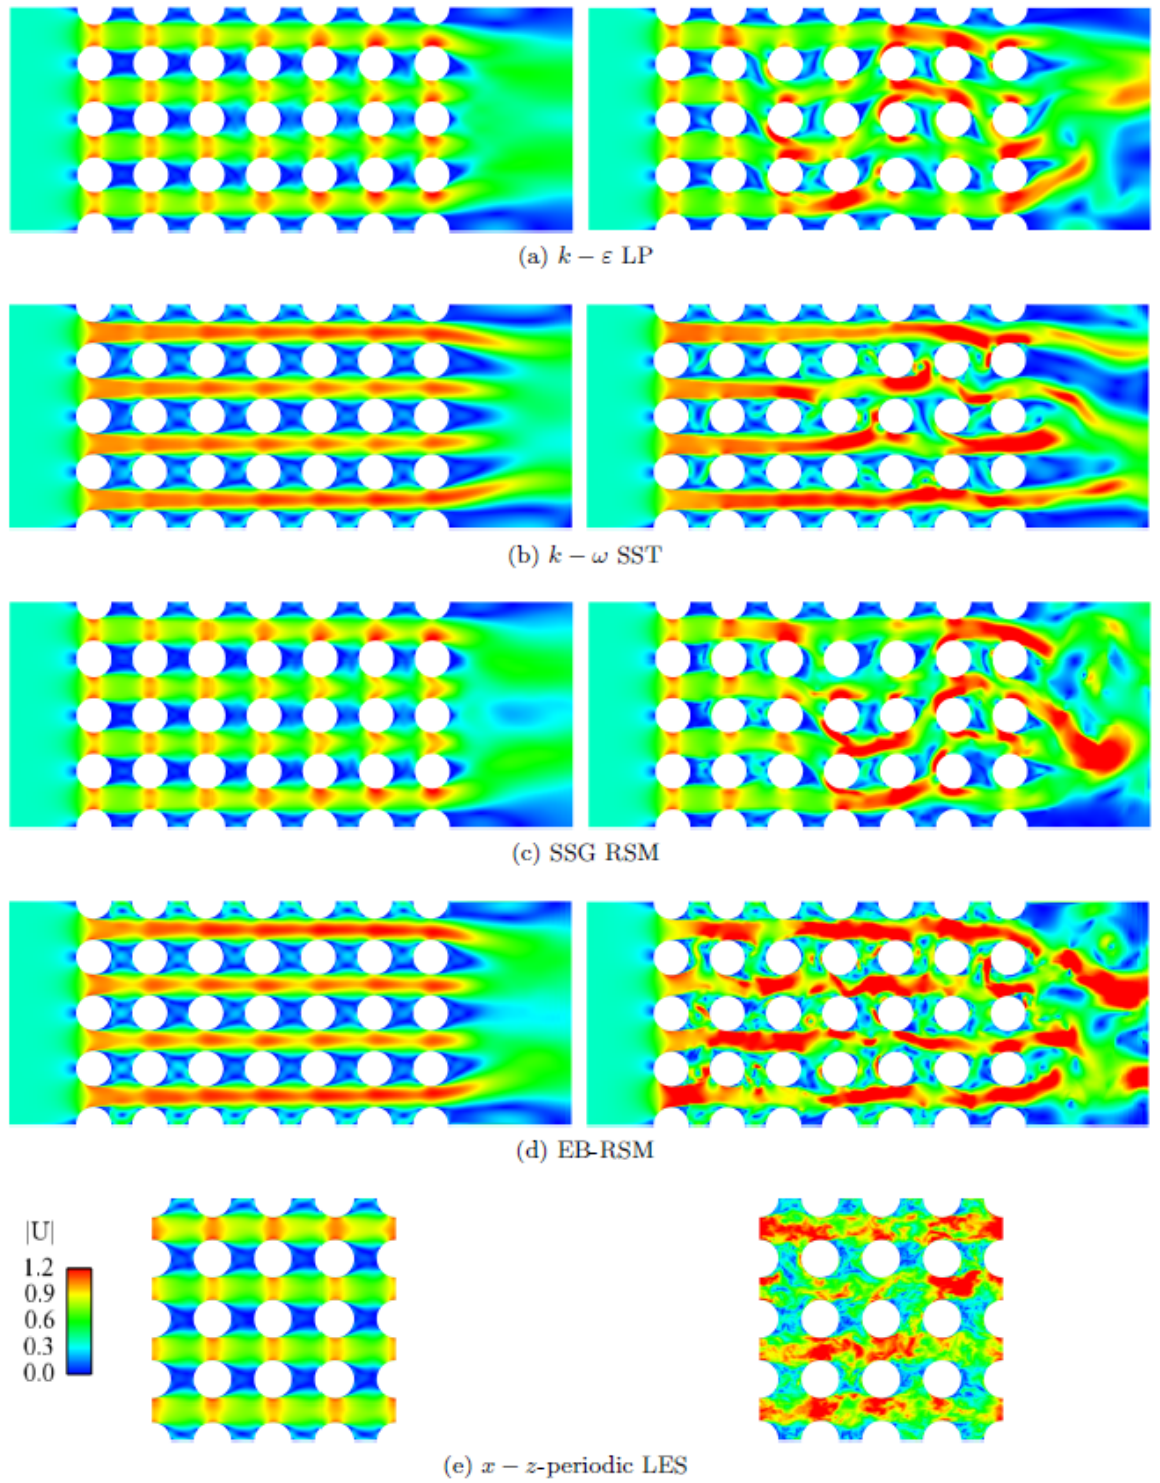 (a) k − ε LP
(b) k − ω SST
(c) SSG RSM
(d) EB-RSM
|U|
1.2
0.9
0.6
0.3
0.0
(e) x − z-periodic LES